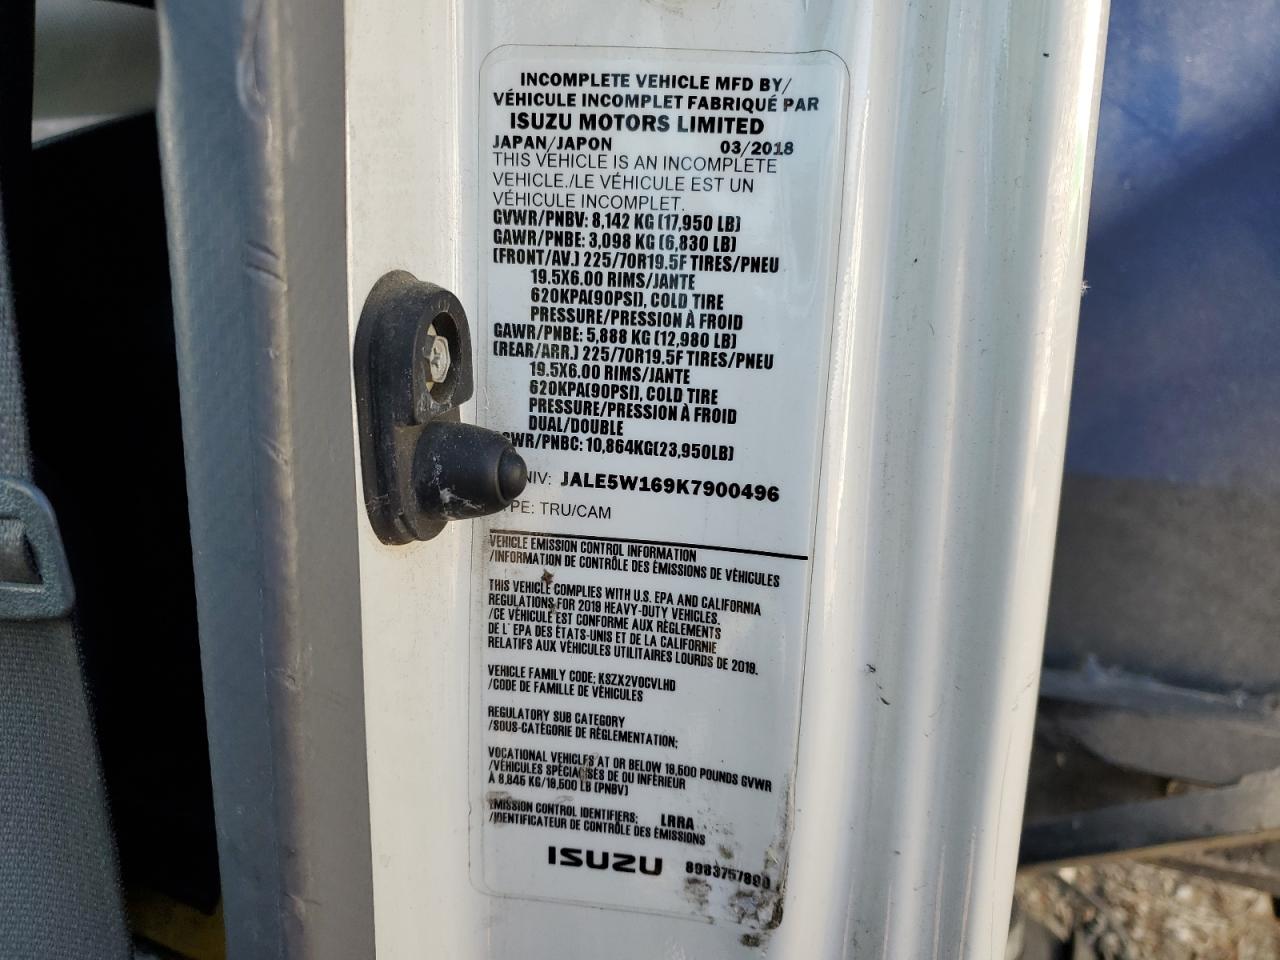 INCOMPLETE VEHICLE MFD BY/
VÉHICULE INCOMPLET FABRIQUÉ PAR
ISUZU MOTORS LIMITED
JAPAN/JAPON 03/2018
THIS VEHICLE IS AN INCOMPLETE
VEHICLE./LE VÉHICULE EST UN
VÉHICULE INCOMPLET.
GVWR/PNBV: 8,142 KG (17,950 LB)
GAWR/PNBE: 3,098 KG (6,830 LB)
(FRONT/AV.) 225/70R19.5F TIRES/PNEU
19.5X6.00 RIMS/JANTE
620KPA(90PSI), COLD TIRE
PRESSURE/PRESSION À FROID
GAWR/PNBE: 5,888 KG (12,980 LB)
(REAR/ARR.) 225/70R19.5F TIRES/PNEU
19.5X6.00 RIMS/JANTE
620KPA(90PSI), COLD TIRE
PRESSURE/PRESSION À FROID
DUAL/DOUBLE
WR/PNBC: 10,864KG(23,950LB)
NIV: JALE5W169K7900496
PE: TRU/CAM
VEHICLE EMISSION CONTROL INFORMATION
/INFORMATION DE CONTRÔLE DES ÉMISSIONS DE VÉHICULES
THIS VEHICLE COMPLIES WITH U.S. EPA AND CALIFORNIA
REGULATIONS FOR 2019 HEAVY-DUTY VEHICLES.
/CE VÉHICULE EST CONFORME AUX RÈGLEMENTS
DE L' EPA DES ÉTATS-UNIS ET DE LA CALIFORNIE
RELATIFS AUX VÉHICULES UTILITAIRES LOURDS DE 2019.
VEHICLE FAMILY CODE: KSZX2VOCVLHD
/CODE DE FAMILLE DE VÉHICULES
REGULATORY SUB CATEGORY
/SOUS-CATÉGORIE DE RÈGLEMENTATION:
VOCATIONAL VEHICLES AT OR BELOW 19,500 POUNDS GVWR
/VÉHICULES SPÉCIALISÉS DE OU INFÉRIEUR
À 8,845 KG/19,500 LB (PNBV)
EMISSION CONTROL IDENTIFIERS: LRRA
/IDENTIFICATEUR DE CONTRÔLE DES ÉMISSIONS
ISUZU